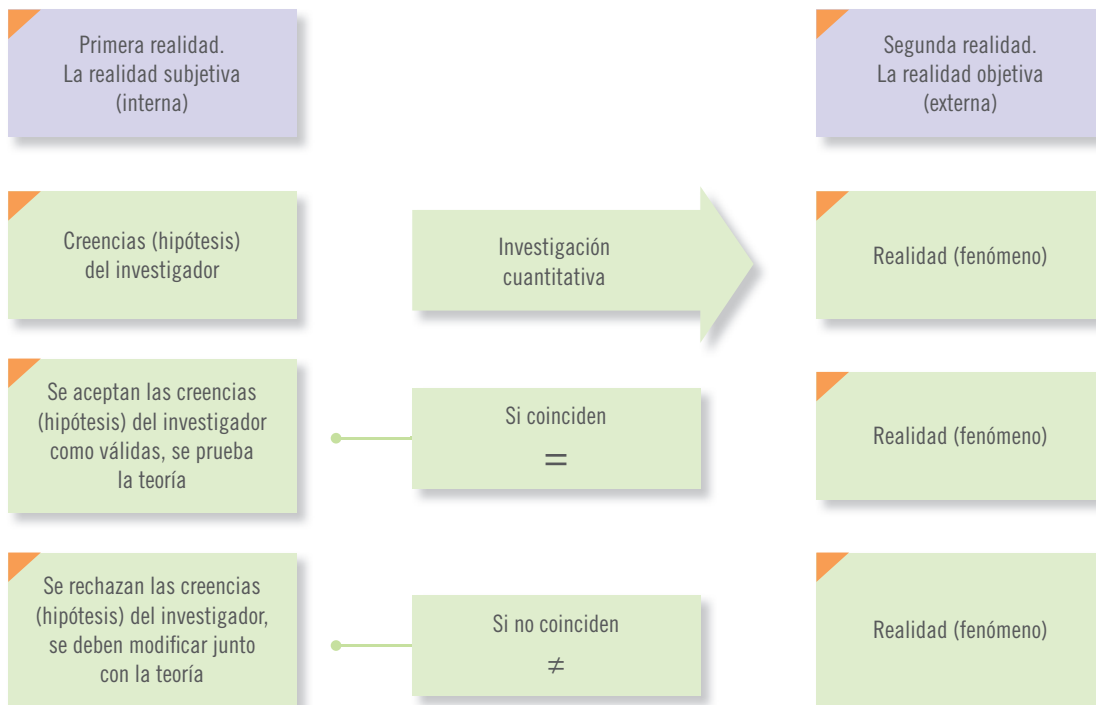 Primera realidad.
La realidad subjetiva
(interna)
Segunda realidad.
La realidad objetiva
(externa)
Creencias (hipótesis)
del investigador
Investigación
cuantitativa
Realidad (fenómeno)
Se aceptan las creencias
(hipótesis) del investigador
como válidas, se prueba
la teoría
Si coinciden
=
Realidad (fenómeno)
Se rechazan las creencias
(hipótesis) del investigador,
se deben modificar junto
con la teoría
Si no coinciden
≠
Realidad (fenómeno)